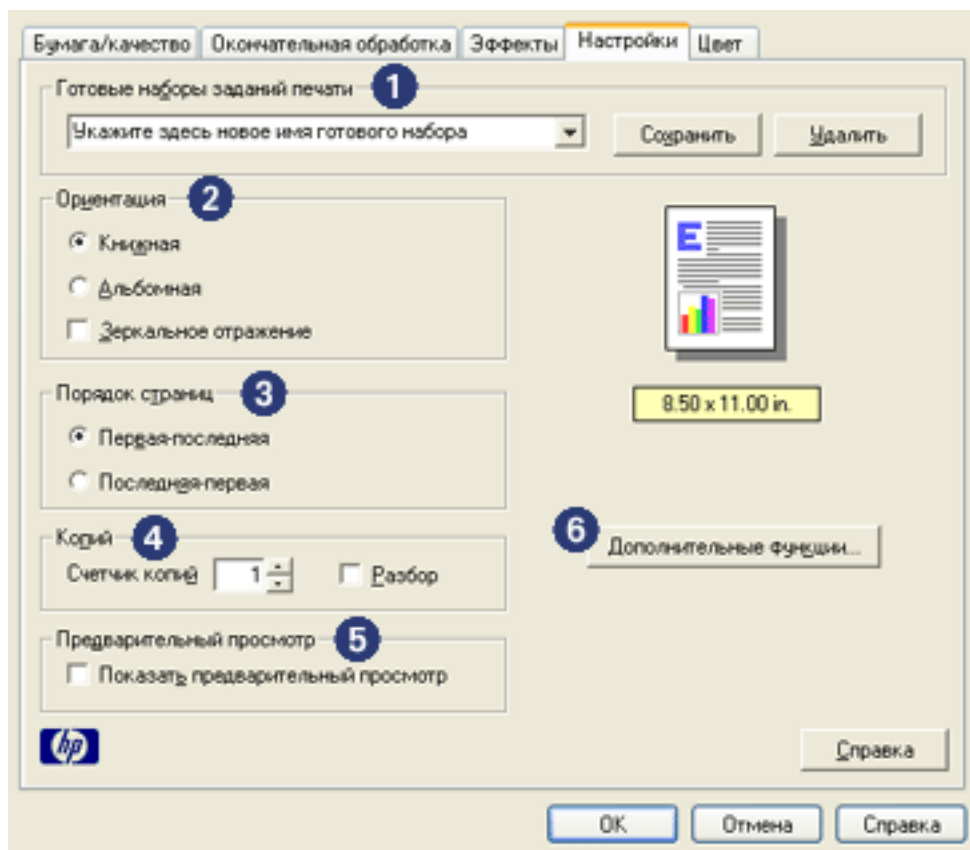 Бумага/качество Окончательная обработка Эффекты Настройки Цвет
Готовые наборы заданий печати 1
Укажите здесь новое имя готового набора Сохранить Удалить
Ориентация 2
Книжная
Альбомная
Зеркальное отражение
E
8.50 x 11.00 in.
Порядок страниц 3
Первая-последняя
Последняя-первая
Копий 4
Счетчик копий 1 Разбор
6 Дополнительные функции...
Предварительный просмотр 5
Показать предварительный просмотр
hp
Справка
OK Отмена Справка